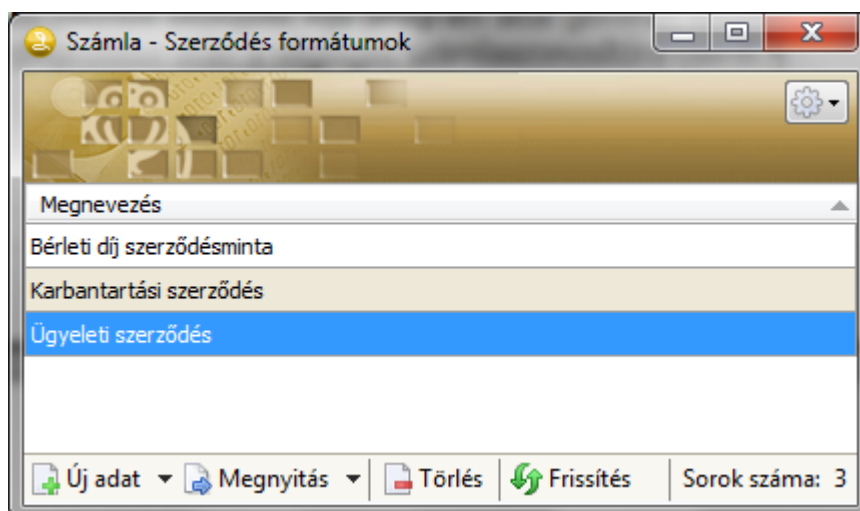 Számla - Szerződés formátumok
Megnevezés
Bérleti díj szerződésminta
Karbantartási szerződés
Ügyeleti szerződés
Új adat Megnyitás Törlés Frissítés Sorok száma: 3